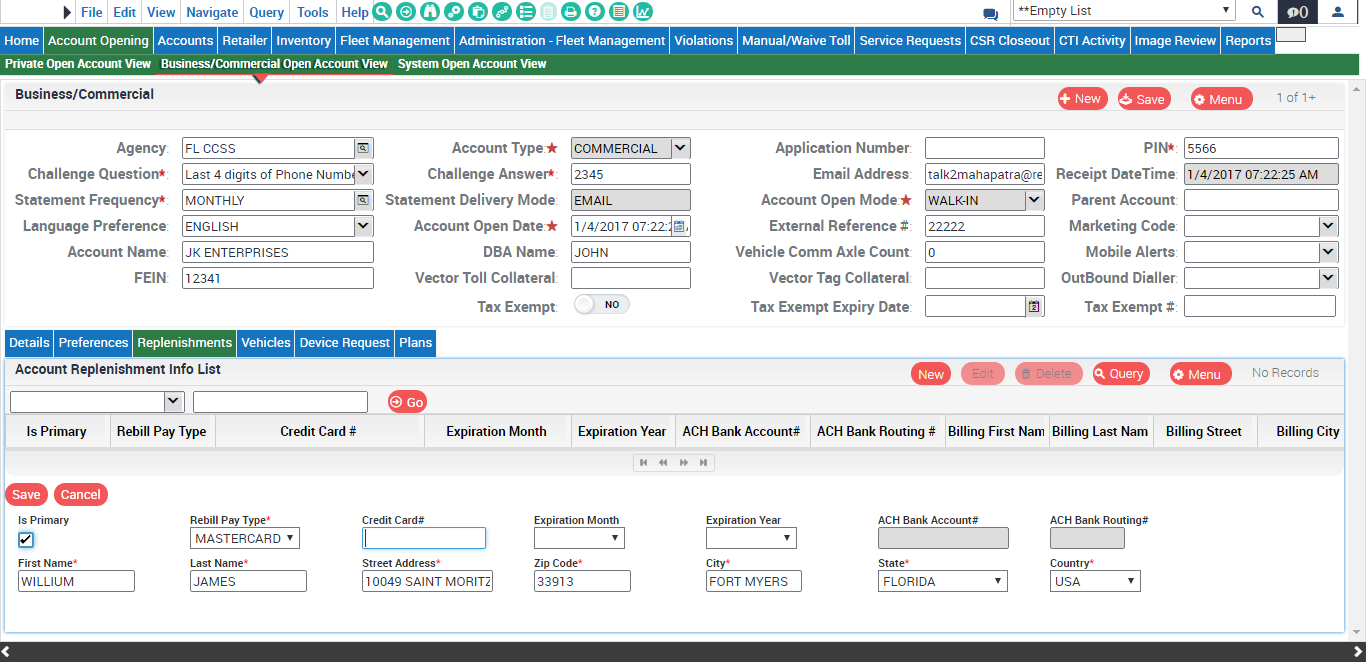 File Edit View Navigate Query Tools Help **Empty List 0
Home Account Opening Accounts Retailer Inventory Fleet Management Administration - Fleet Management Violations Manual/Waive Toll Service Requests CSR Closeout CTI Activity Image Review Reports
Private Open Account View Business/Commercial Open Account View System Open Account View
Business/Commercial New Save Menu 1 of 1+
Agency: FL CCSS Account Type:★ COMMERCIAL Application Number: PIN*: 5566
Challenge Question*: Last 4 digits of Phone Numbe Challenge Answer*: 2345 Email Address: talk2mahapatra@re Receipt DateTime: 1/4/2017 07:22:25 AM
Statement Frequency*: MONTHLY Statement Delivery Mode: EMAIL Account Open Mode:★ WALK-IN Parent Account:
Language Preference: ENGLISH Account Open Date:★ 1/4/2017 07:22:2 External Reference #: 22222 Marketing Code:
Account Name: JK ENTERPRISES DBA Name: JOHN Vehicle Comm Axle Count: 0 Mobile Alerts:
FEIN: 12341 Vector Toll Collateral: Vector Tag Collateral: OutBound Dialler:
Tax Exempt: NO Tax Exempt Expiry Date: 2 Tax Exempt #:
Details Preferences Replenishments Vehicles Device Request Plans
Account Replenishment Info List New Edit Delete Query Menu No Records
Go
Is Primary Rebill Pay Type Credit Card # Expiration Month Expiration Year ACH Bank Account# ACH Bank Routing # Billing First Nam Billing Last Nam Billing Street Billing City
Save Cancel
Is Primary Rebill Pay Type* Credit Card# Expiration Month Expiration Year ACH Bank Account# ACH Bank Routing#
MASTERCARD
First Name* Last Name* Street Address* Zip Code* City* State* Country*
WILLIUM JAMES 10049 SAINT MORITZ 33913 FORT MYERS FLORIDA USA